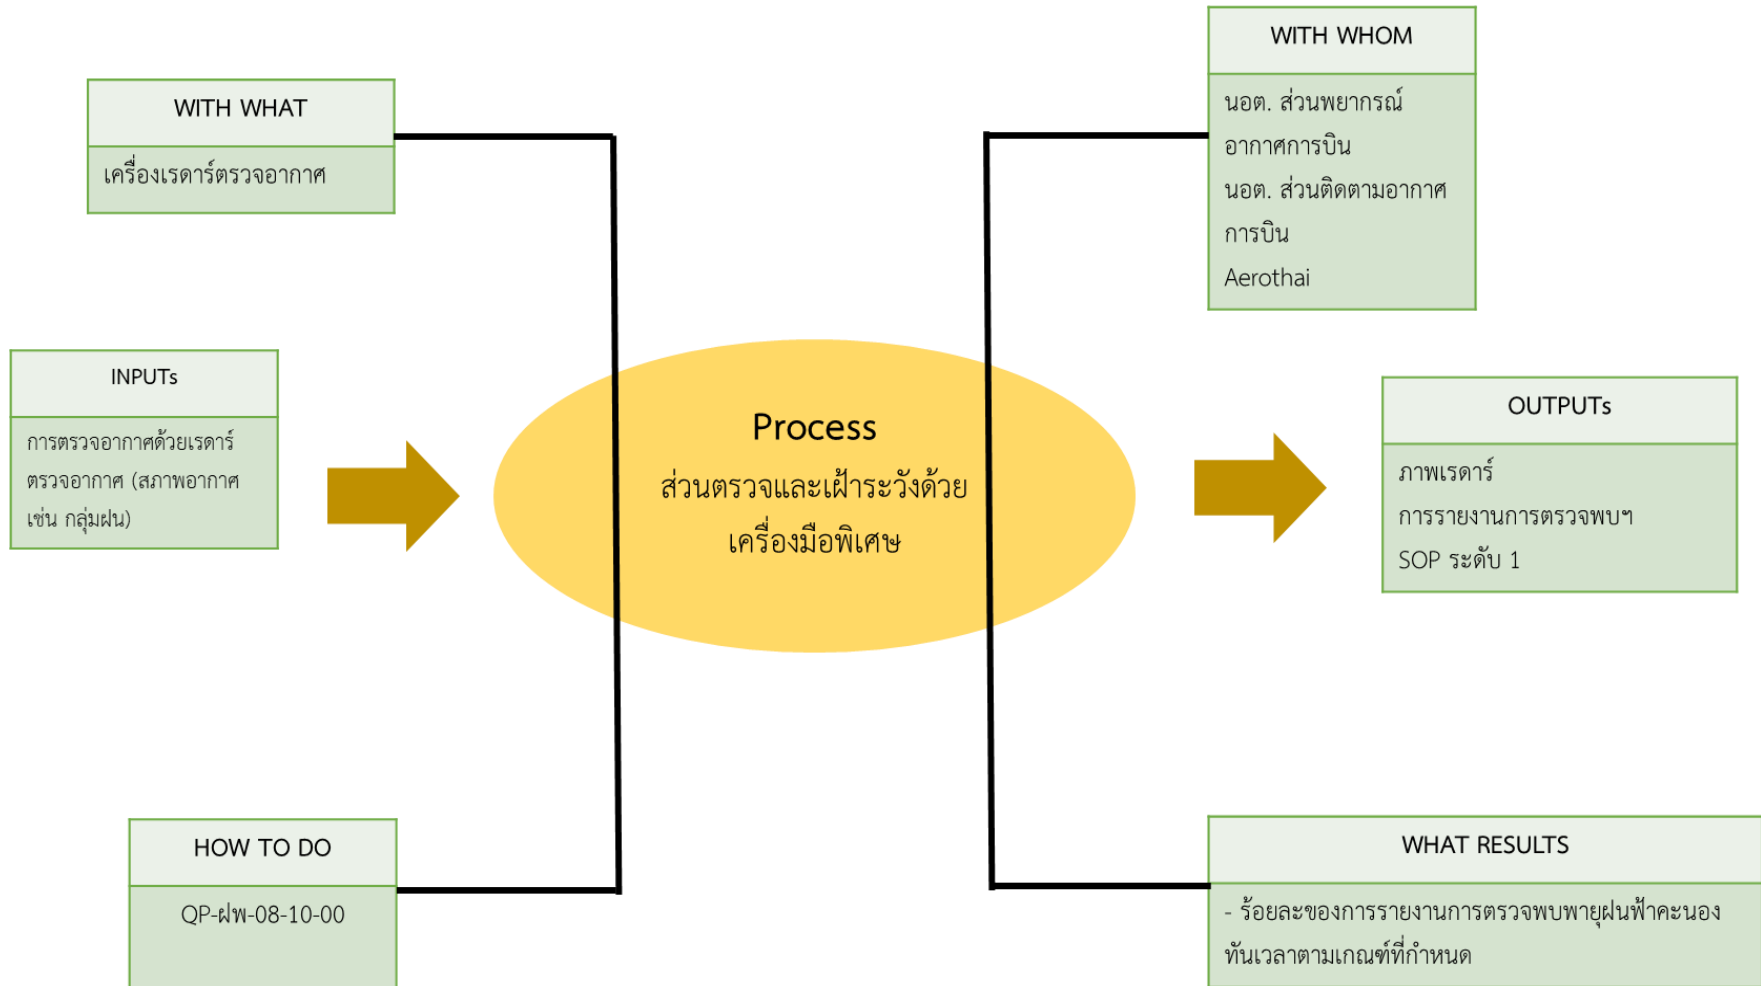 WITH WHAT
เครื่องเรดาร์ตรวจอากาศ
WITH WHOM
นอต. ส่วนพยากรณ์
อากาศการบิน
นอต. ส่วนติดตามอากาศ
การบิน
Aerothai
INPUTs
การตรวจอากาศด้วยเรดาร์
ตรวจอากาศ (สภาพอากาศ
เช่น กลุ่มฝน)
Process
ส่วนตรวจและเฝ้าระวังด้วย
เครื่องมือพิเศษ
OUTPUTs
ภาพเรดาร์
การรายงานการตรวจพบฯ
SOP ระดับ 1
HOW TO DO
QP-ฝพ-08-10-00
WHAT RESULTS
- ร้อยละของการรายงานการตรวจพบพายุฝนฟ้าคะนอง
ทันเวลาตามเกณฑ์ที่กำหนด